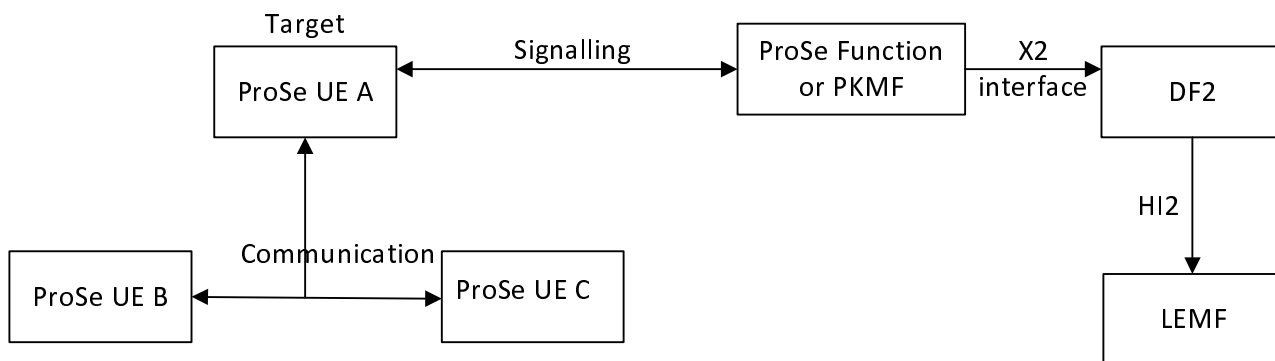 Target
ProSe UE A
Signalling
ProSe Function
or PKMF
X2
interface
DF2
HI2
Communication
ProSe UE B
ProSe UE C
LEMF